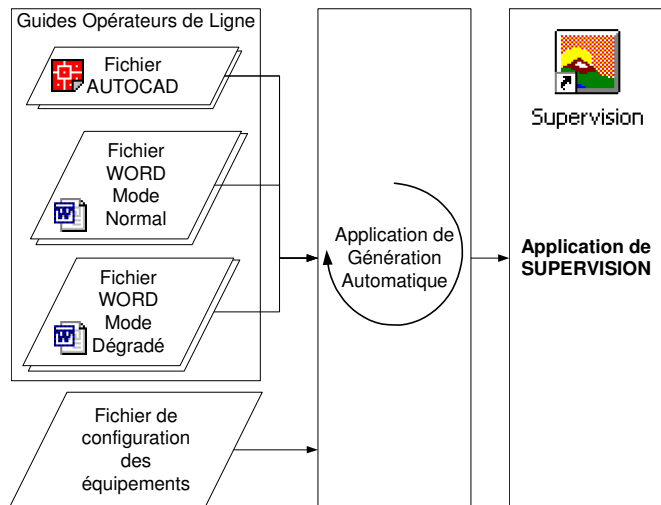 Guides Opérateurs de Ligne
Fichier
AUTOCAD
Fichier
WORD
Mode
Normal
Fichier
WORD
Mode
Dégradé
Fichier de
configuration
des
équipements
Application de
Génération
Automatique
Supervision
Application de
SUPERVISION